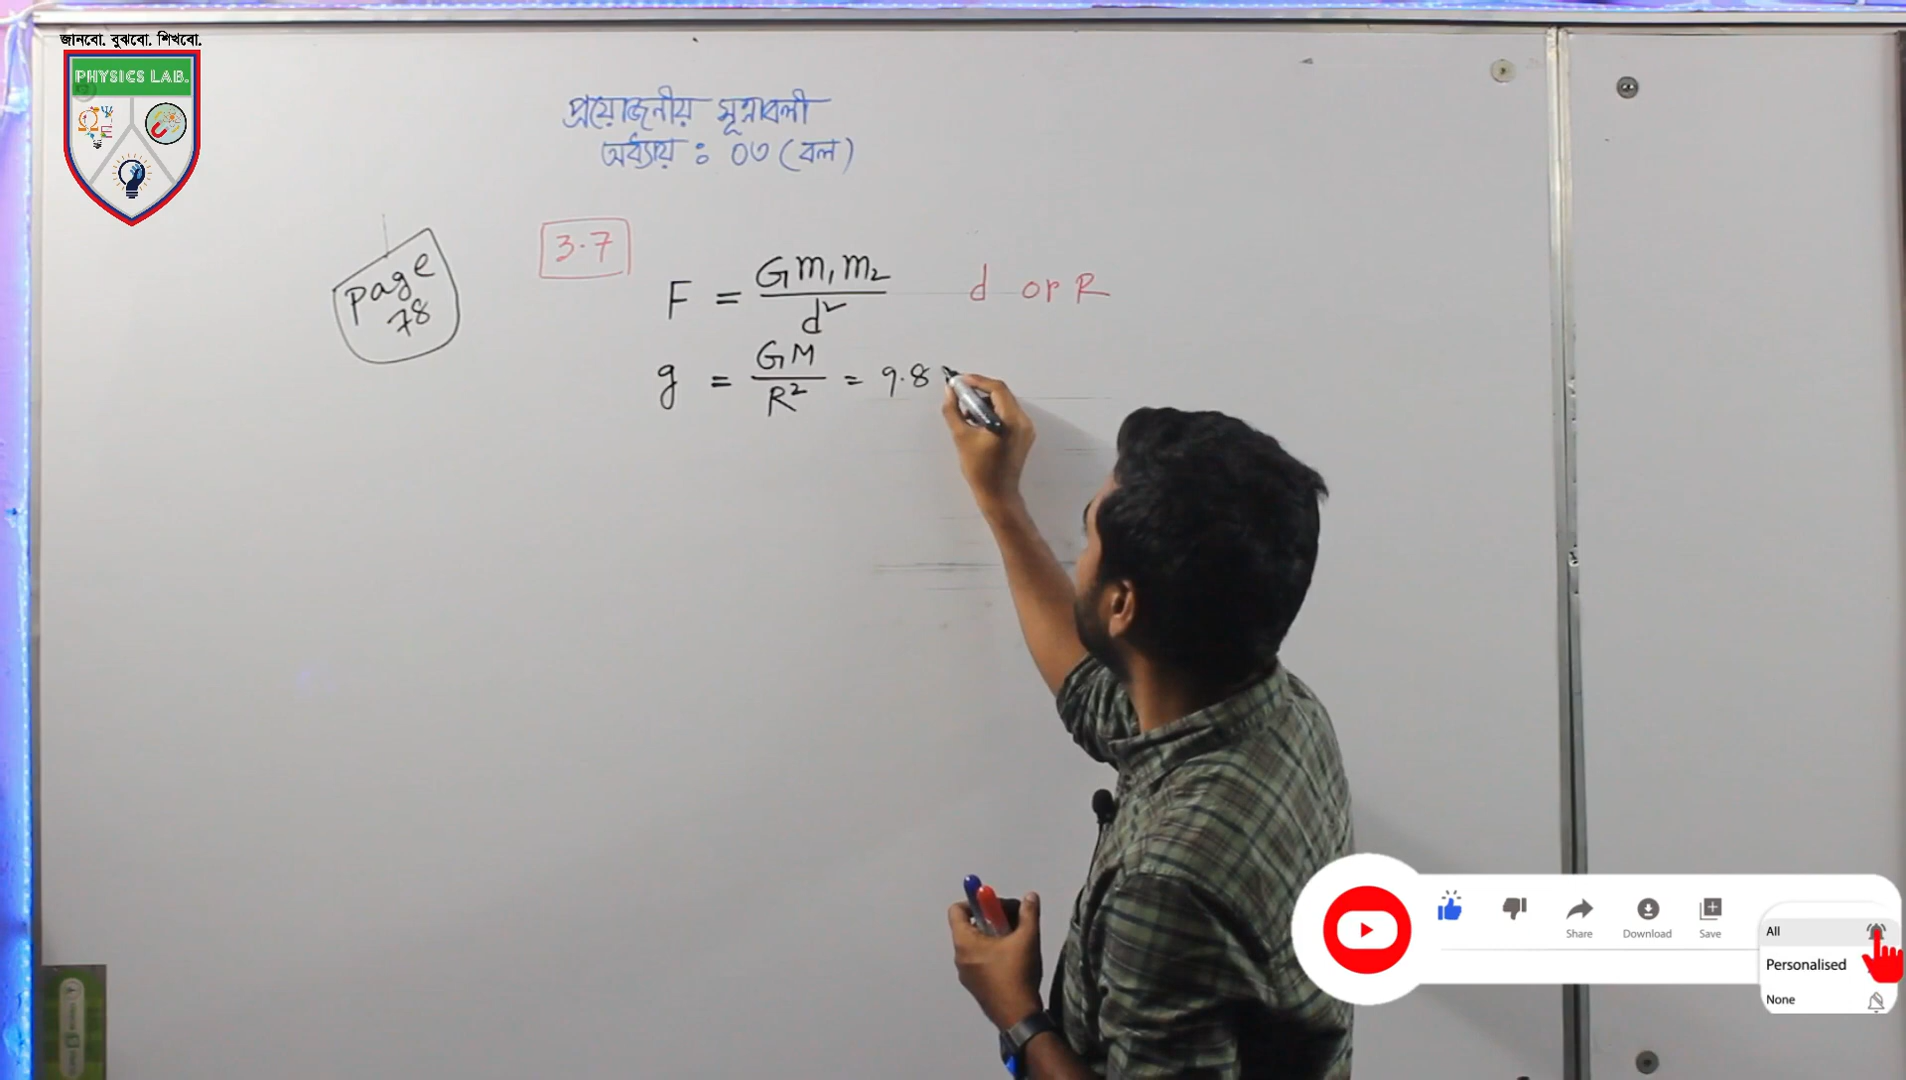 জানবো. বুঝবো. শিখবো.
PHYSICS LAB.
প্রয়োজনীয় সূত্রাবলী
অধ্যায় : ০৩ (বল)
page
78
3.7
F = Gm₁m₂ / d²
d or R
g = GM / R² = 9.8
Share
Download
Save
All
Personalised
None